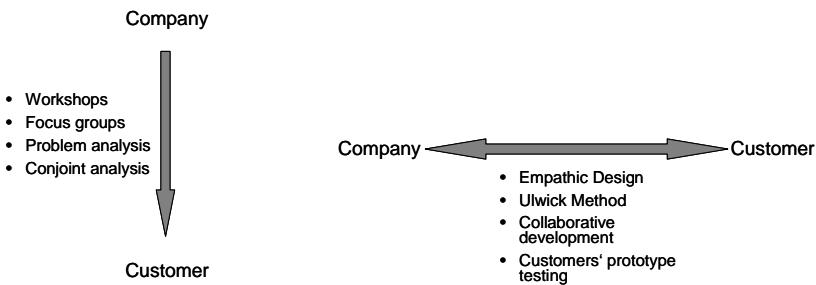 Company
• Workshops
• Focus groups
• Problem analysis
• Conjoint analysis
Customer
Company
Customer
• Empathic Design
• Ulwick Method
• Collaborative
development
• Customers‘ prototype
testing